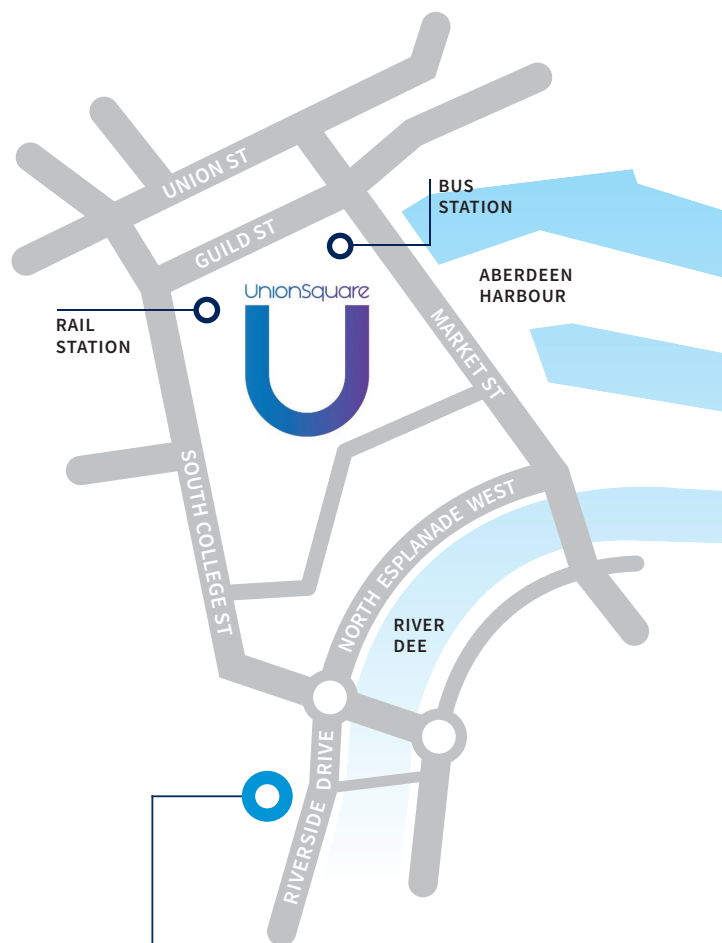 UNION ST
BUS
STATION
GUILD ST
ABERDEEN
HARBOUR
UnionSquare
RAIL
STATION
MARKET ST
SOUTH COLLEGE ST
NORTH ESPLANADE WEST
RIVER
DEE
RIVERSIDE DRIVE